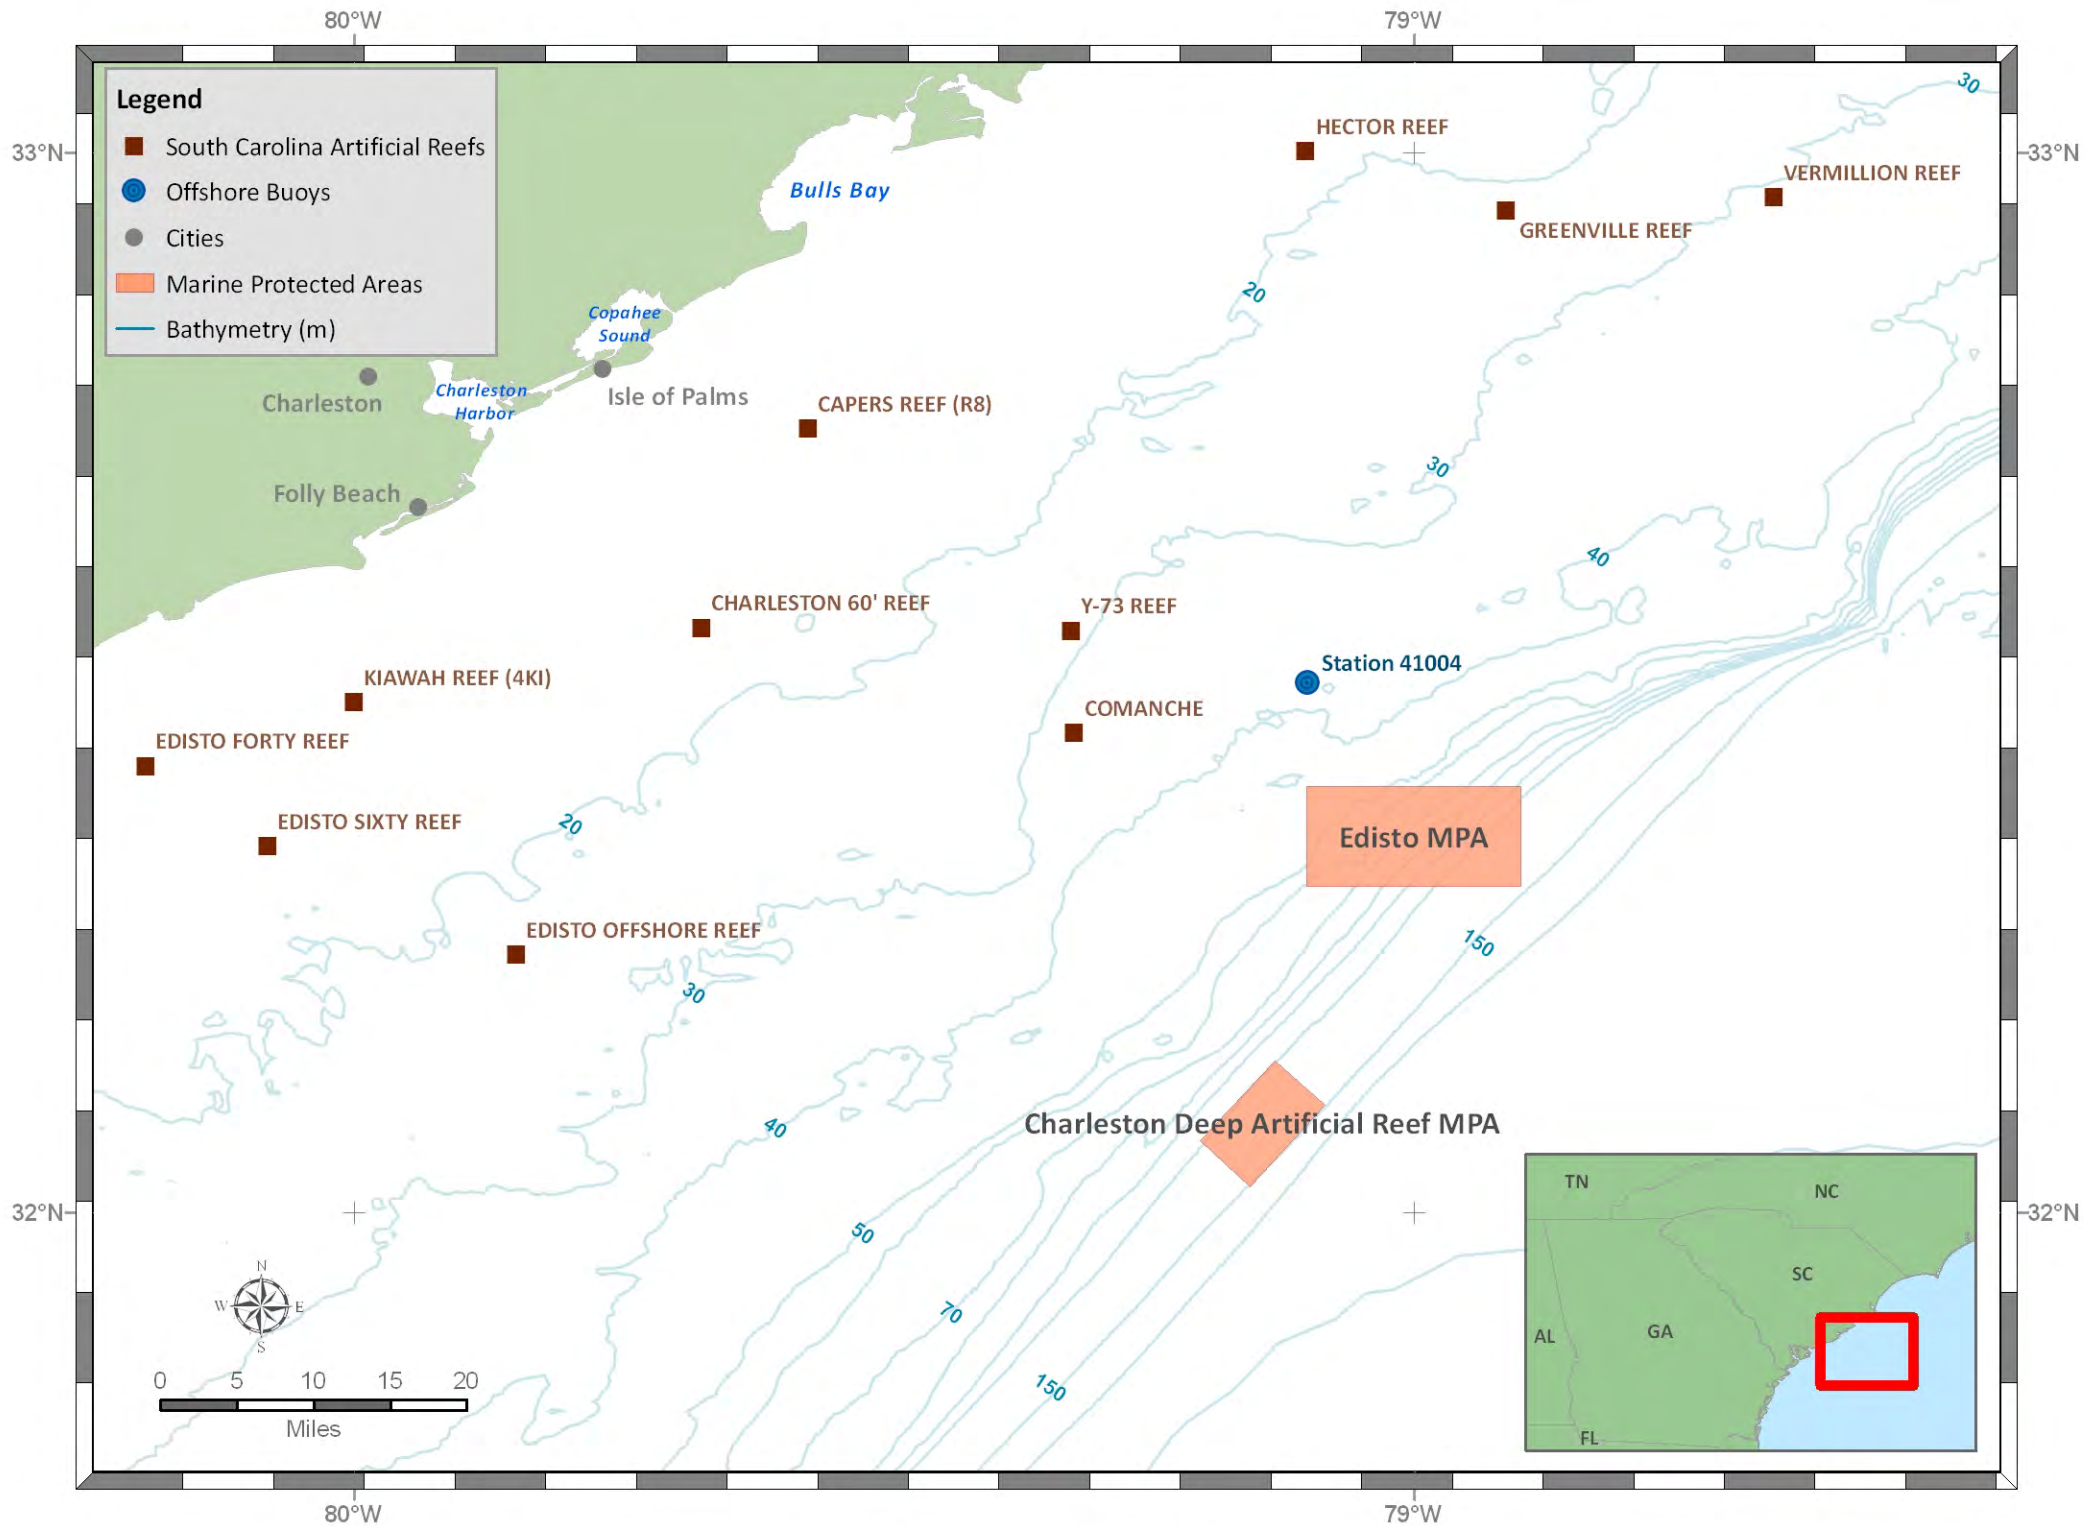 80°W
79°W
Legend
South Carolina Artificial Reefs
Offshore Buoys
Cities
Marine Protected Areas
Bathymetry (m)
30
HECTOR REEF
33°N
33°N
VERMILLION REEF
Bulls Bay
GREENVILLE REEF
20
Copahee
Sound
Charleston
Harbor
Charleston
Isle of Palms
CAPERS REEF (R8)
30
Folly Beach
40
CHARLESTON 60' REEF
Y-73 REEF
Station 41004
KIAWAH REEF (4KI)
COMANCHE
EDISTO FORTY REEF
EDISTO SIXTY REEF
20
Edisto MPA
EDISTO OFFSHORE REEF
150
30
40
Charleston Deep Artificial Reef MPA
32°N
32°N
50
70
150
N
W
E
S
0
5
10
15
20
Miles
TN
NC
SC
AL
GA
FL
80°W
79°W